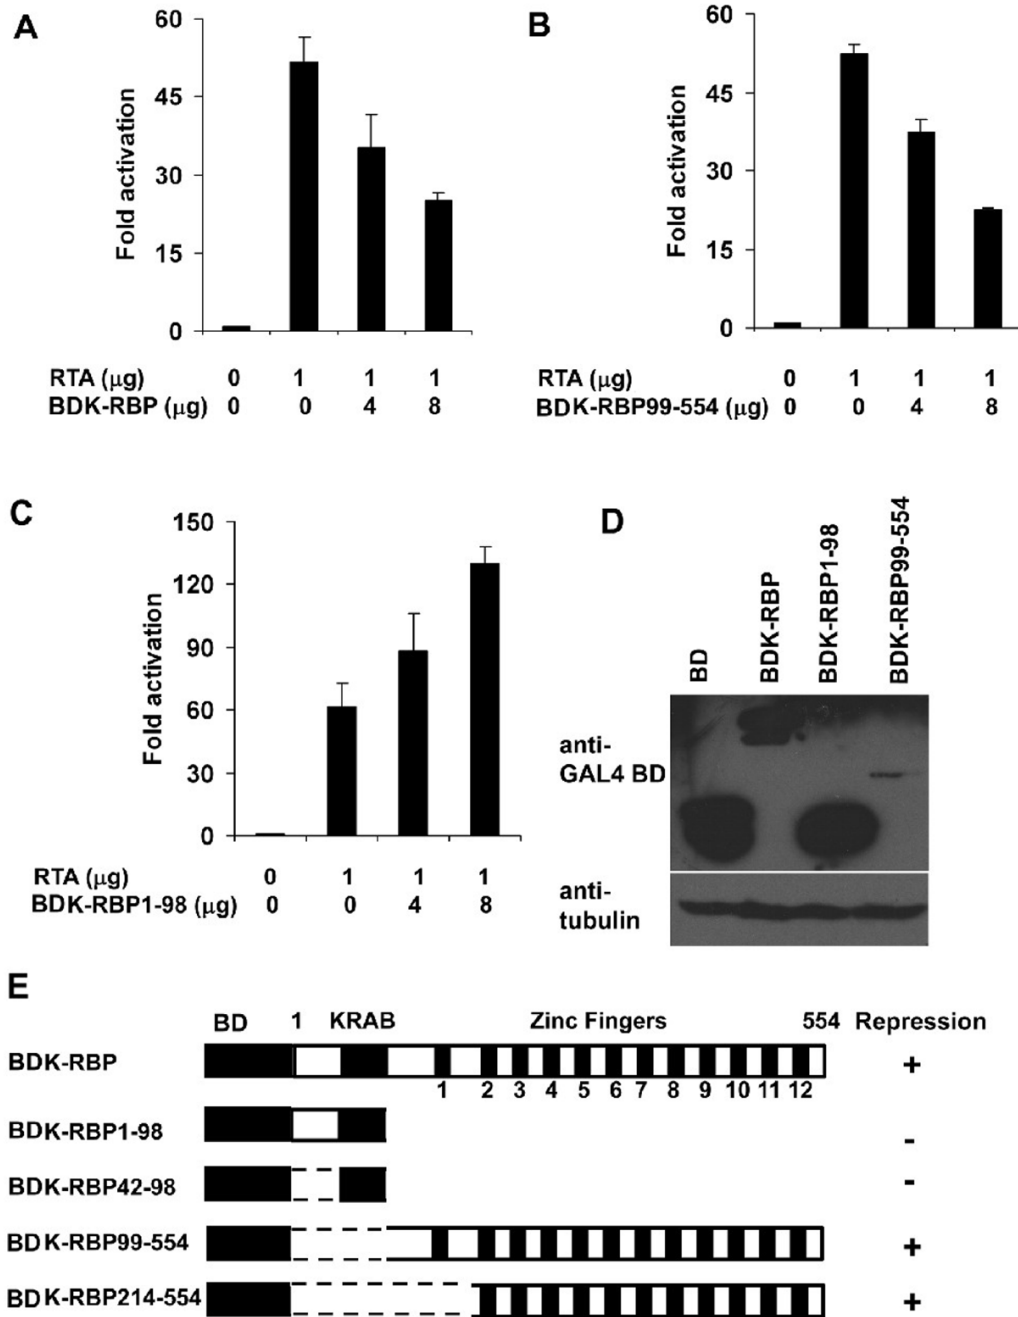 A
60
45
30
15
0
Fold activation
RTA (μg) 0 1 1 1
BDK-RBP (μg) 0 0 4 8
B
60
45
30
15
0
Fold activation
RTA (μg) 0 1 1 1
BDK-RBP99-554 (μg) 0 0 4 8
C
150
120
90
60
30
0
Fold activation
RTA (μg) 0 1 1 1
BDK-RBP1-98 (μg) 0 0 4 8
D
BD
BDK-RBP
BDK-RBP1-98
BDK-RBP99-554
anti-
GAL4 BD
anti-
tubulin
E
BD 1 KRAB Zinc Fingers 554 Repression
BDK-RBP +
1 2 3 4 5 6 7 8 9 10 11 12
BDK-RBP1-98 -
BDK-RBP42-98 -
BDK-RBP99-554 +
BDK-RBP214-554 +